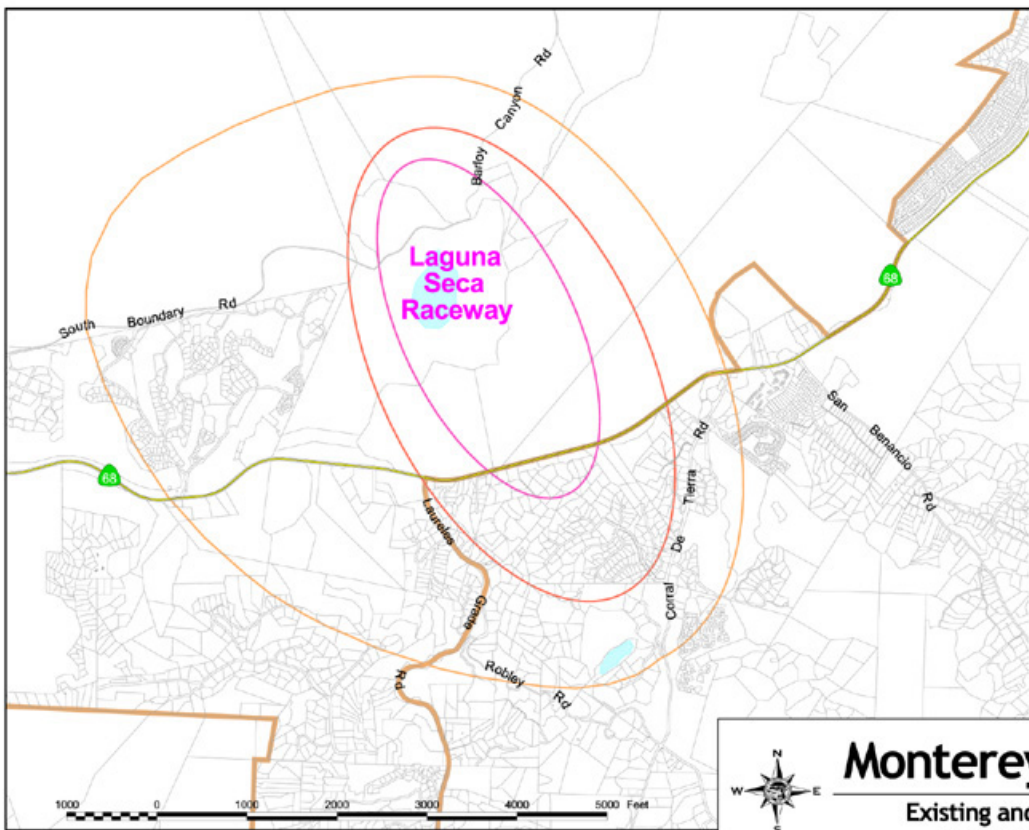 Barloy Canyon Rd
Laguna
Seca
Raceway
68
South Boundary Rd
68
San Benancio Rd
Corral De Tierra Rd
Laureles Grade Rd
Robley Rd
N
W E
S
Monterey
Existing and
1000 0 1000 2000 3000 4000 5000 Feet